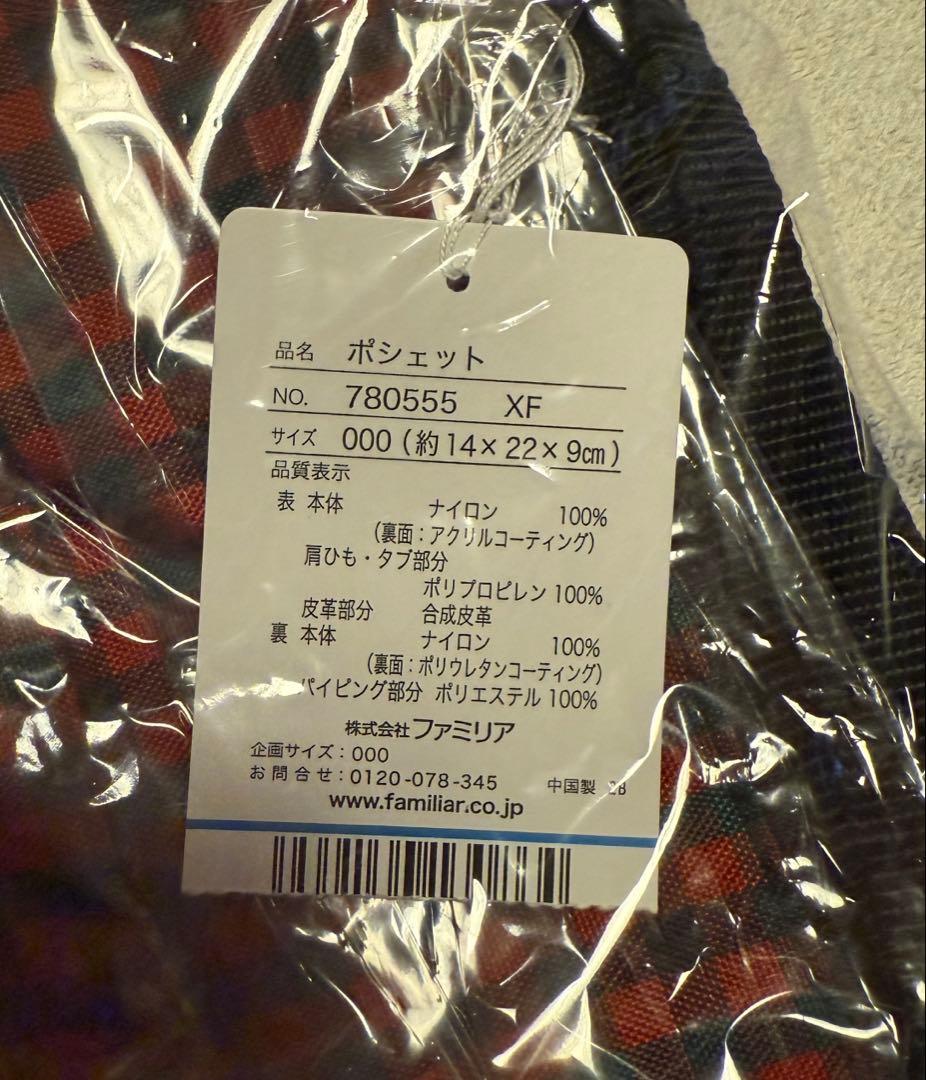 品名 ポシェット
NO. 780555 XF
サイズ 000（約14×22×9㎝）
品質表示
表 本体 ナイロン 100%
（裏面：アクリルコーティング）
肩ひも・タブ部分
ポリプロピレン 100%
皮革部分 合成皮革
裏 本体 ナイロン 100%
（裏面：ポリウレタンコーティング）
パイピング部分 ポリエステル 100%
株式会社ファミリア
企画サイズ：000
お問合せ：0120-078-345 中国製
www.familiar.co.jp